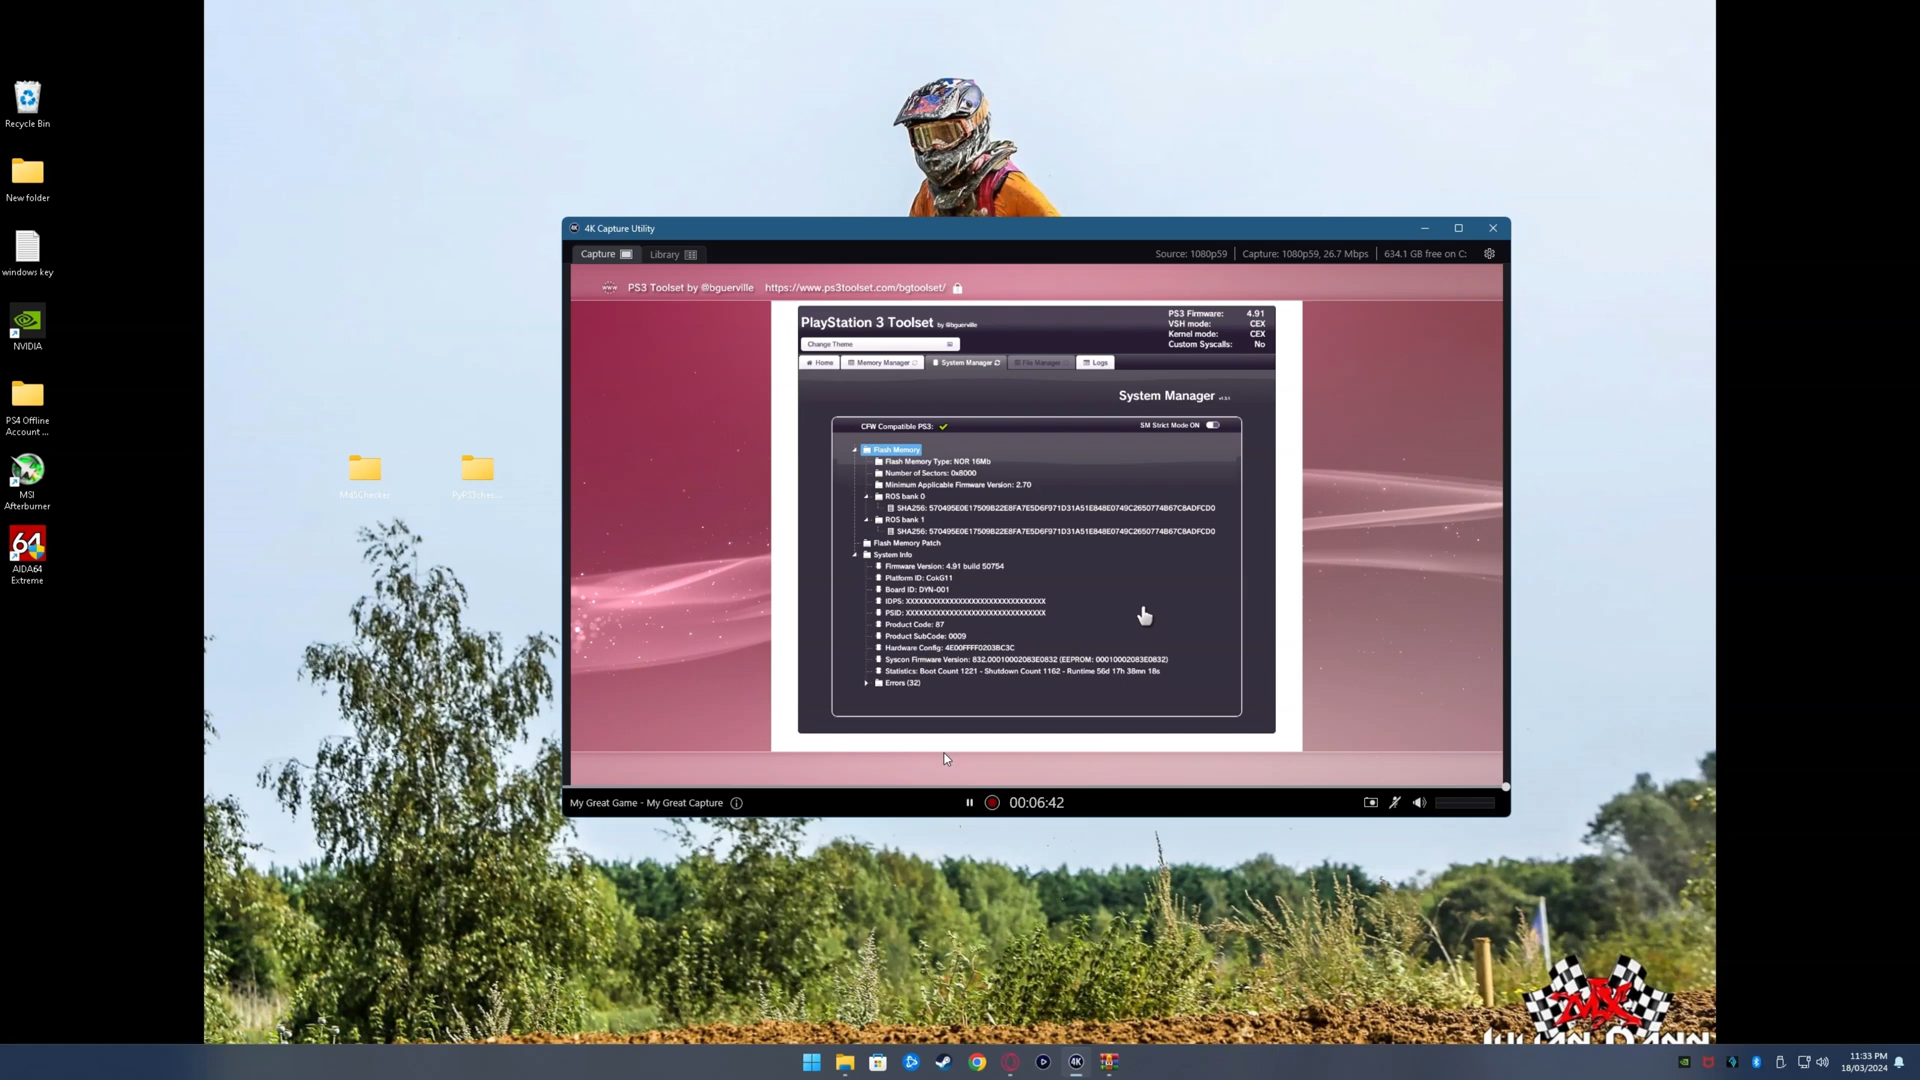 Recycle Bin
New folder
windows key
NVIDIA
PS4 Offline
Account ...
MSI
Afterburner
64
AIDA64
Extreme
Md5Checker
PyPS3chec...
4K Capture Utility
Capture
Library
Source: 1080p59
Capture: 1080p59, 26.7 Mbps
634.1 GB free on C:
PS3 Toolset by @bguerville https://www.ps3toolset.com/bgtoolset/
PlayStation 3 Toolset by @bguerville
PS3 Firmware: 4.91
VSH mode: CEX
Kernel mode: CEX
Custom Syscalls: No
Change Theme
Home
Memory Manager
System Manager
File Manager
Logs
System Manager v1.3.1
CFW Compatible PS3:
SM Strict Mode ON
Flash Memory
Flash Memory Type: NOR 16Mb
Number of Sectors: 0x8000
Minimum Applicable Firmware Version: 2.70
ROS bank 0
SHA256: 570495E0E17509B22E8FA7E5D6F971D31A51E848E0749C2650774B67C8ADFCD0
ROS bank 1
SHA256: 570495E0E17509B22E8FA7E5D6F971D31A51E848E0749C2650774B67C8ADFCD0
Flash Memory Patch
System Info
Firmware Version: 4.91 build 50754
Platform ID: CokG11
Board ID: DYN-001
IDPS: XXXXXXXXXXXXXXXXXXXXXXXXXXXXXXXX
PSID: XXXXXXXXXXXXXXXXXXXXXXXXXXXXXXXX
Product Code: 87
Product SubCode: 0009
Hardware Config: 4E00FFFF0203BC3C
Syscon Firmware Version: 832.00010002083E0832 (EEPROM: 00010002083E0832)
Statistics: Boot Count 1221 - Shutdown Count 1162 - Runtime 56d 17h 38mn 18s
Errors (32)
My Great Game - My Great Capture
00:06:42
MX
4K
11:33 PM
18/03/2024